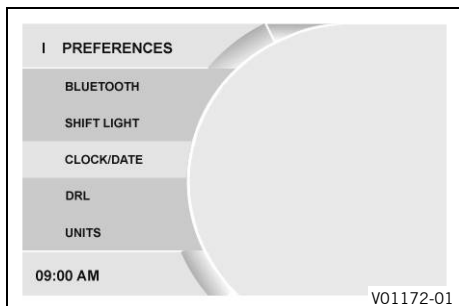 I PREFERENCES
BLUETOOTH
SHIFT LIGHT
CLOCK/DATE
DRL
UNITS
09:00 AM
V01172-01